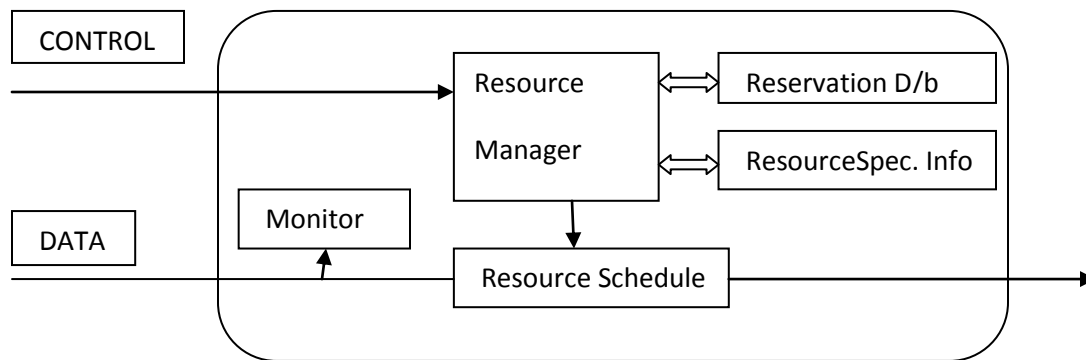 CONTROL
Resource
Manager
Reservation D/b
ResourceSpec. Info
Monitor
DATA
Resource Schedule